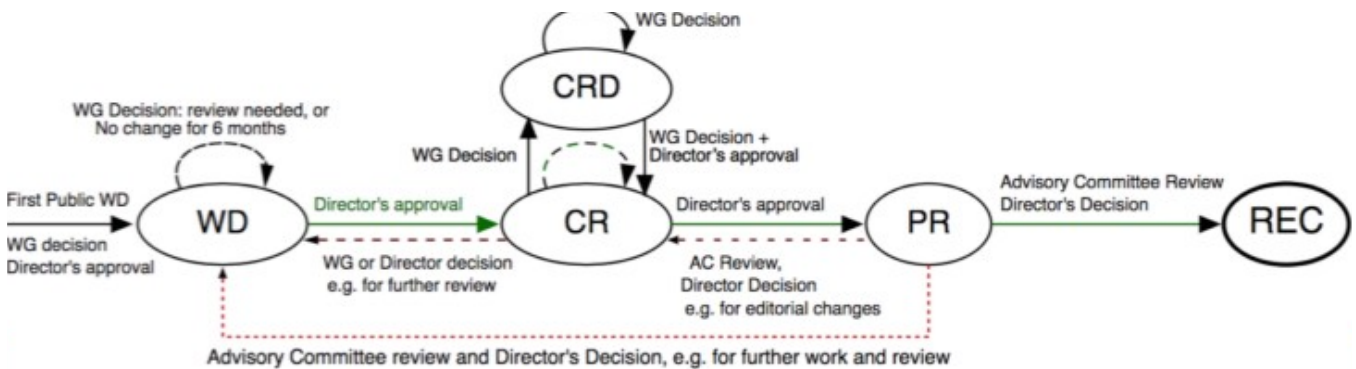 WG Decision
CRD
WG Decision: review needed, or
No change for 6 months
WG Decision
WG Decision +
Director's approval
First Public WD
WG decision
Director's approval
WD
Director's approval
WG or Director decision
e.g. for further review
CR
Director's approval
AC Review,
Director Decision
e.g. for editorial changes
PR
Advisory Committee Review
Director's Decision
REC
Advisory Committee review and Director's Decision, e.g. for further work and review